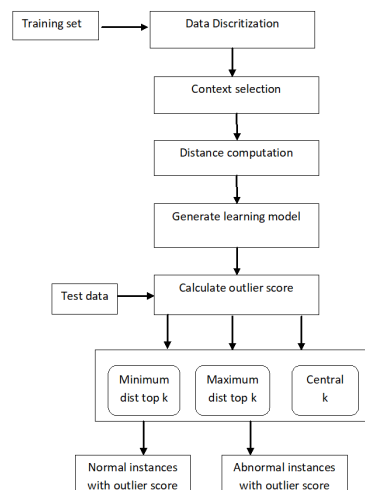 Training set
Data Discritization
Context selection
Distance computation
Generate learning model
Test data
Calculate outlier score
Minimum
dist top k
Maximum
dist top k
Central
k
Normal instances
with outlier score
Abnormal instances
with outlier score